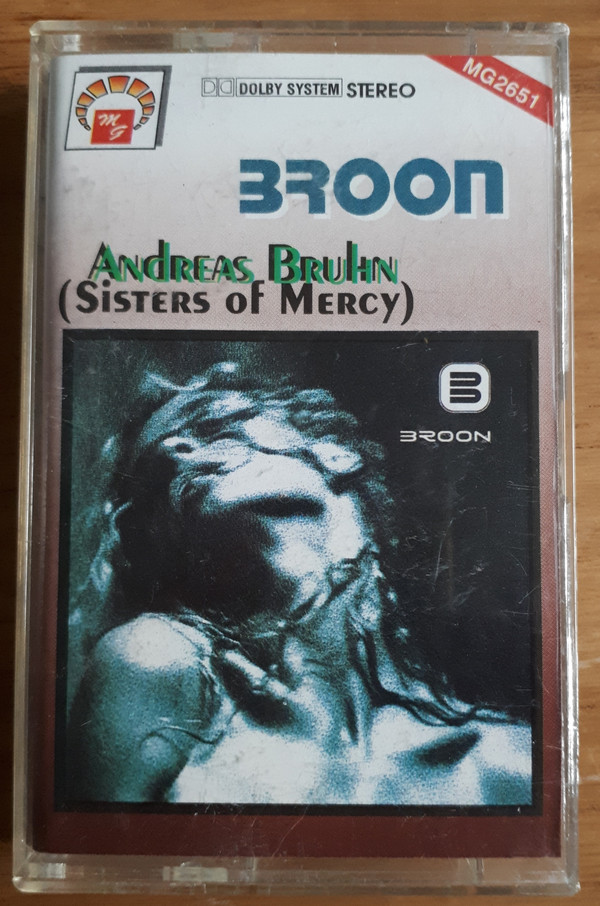 MG
DOLBY SYSTEM STEREO
MG2651
BROON
ANDREAS BRUHN
(SISTERS OF MERCY)
B
BROON